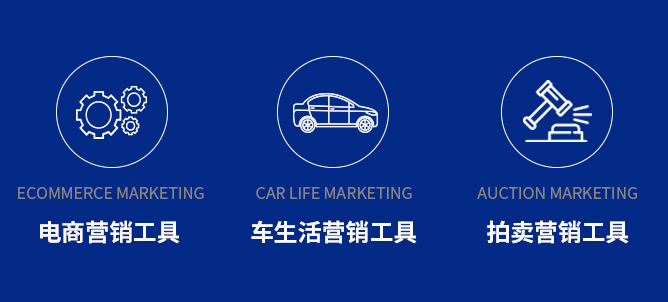 ECOMMERCE MARKETING
CAR LIFE MARKETING
AUCTION MARKETING
电商营销工具
车生活营销工具
拍卖营销工具